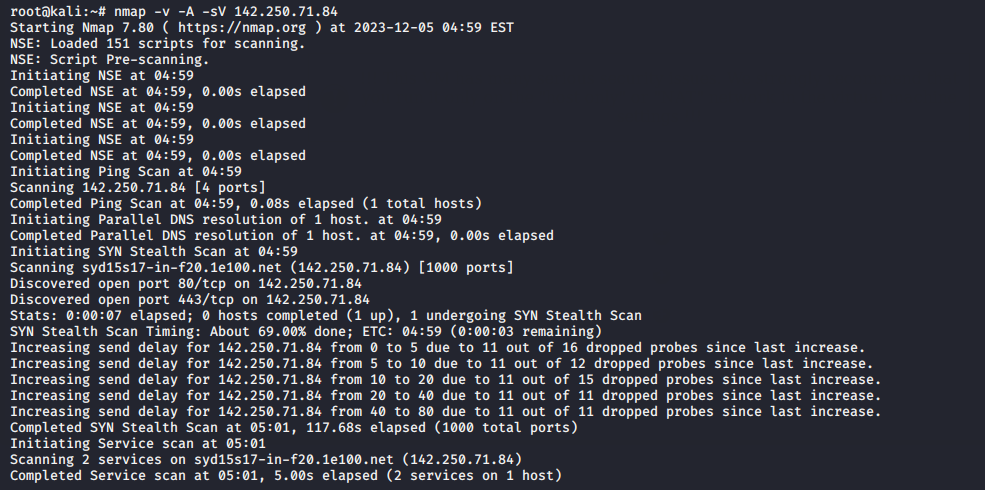 root@kali:~# nmap -v -A -sV 142.250.71.84
Starting Nmap 7.80 ( https://nmap.org ) at 2023-12-05 04:59 EST
NSE: Loaded 151 scripts for scanning.
NSE: Script Pre-scanning.
Initiating NSE at 04:59
Completed NSE at 04:59, 0.00s elapsed
Initiating NSE at 04:59
Completed NSE at 04:59, 0.00s elapsed
Initiating NSE at 04:59
Completed NSE at 04:59, 0.00s elapsed
Initiating Ping Scan at 04:59
Scanning 142.250.71.84 [4 ports]
Completed Ping Scan at 04:59, 0.08s elapsed (1 total hosts)
Initiating Parallel DNS resolution of 1 host. at 04:59
Completed Parallel DNS resolution of 1 host. at 04:59, 0.00s elapsed
Initiating SYN Stealth Scan at 04:59
Scanning syd15s17-in-f20.1e100.net (142.250.71.84) [1000 ports]
Discovered open port 80/tcp on 142.250.71.84
Discovered open port 443/tcp on 142.250.71.84
Stats: 0:00:07 elapsed; 0 hosts completed (1 up), 1 undergoing SYN Stealth Scan
SYN Stealth Scan Timing: About 69.00% done; ETC: 04:59 (0:00:03 remaining)
Increasing send delay for 142.250.71.84 from 0 to 5 due to 11 out of 16 dropped probes since last increase.
Increasing send delay for 142.250.71.84 from 5 to 10 due to 11 out of 12 dropped probes since last increase.
Increasing send delay for 142.250.71.84 from 10 to 20 due to 11 out of 15 dropped probes since last increase.
Increasing send delay for 142.250.71.84 from 20 to 40 due to 11 out of 11 dropped probes since last increase.
Increasing send delay for 142.250.71.84 from 40 to 80 due to 11 out of 11 dropped probes since last increase.
Completed SYN Stealth Scan at 05:01, 117.68s elapsed (1000 total ports)
Initiating Service scan at 05:01
Scanning 2 services on syd15s17-in-f20.1e100.net (142.250.71.84)
Completed Service scan at 05:01, 5.00s elapsed (2 services on 1 host)